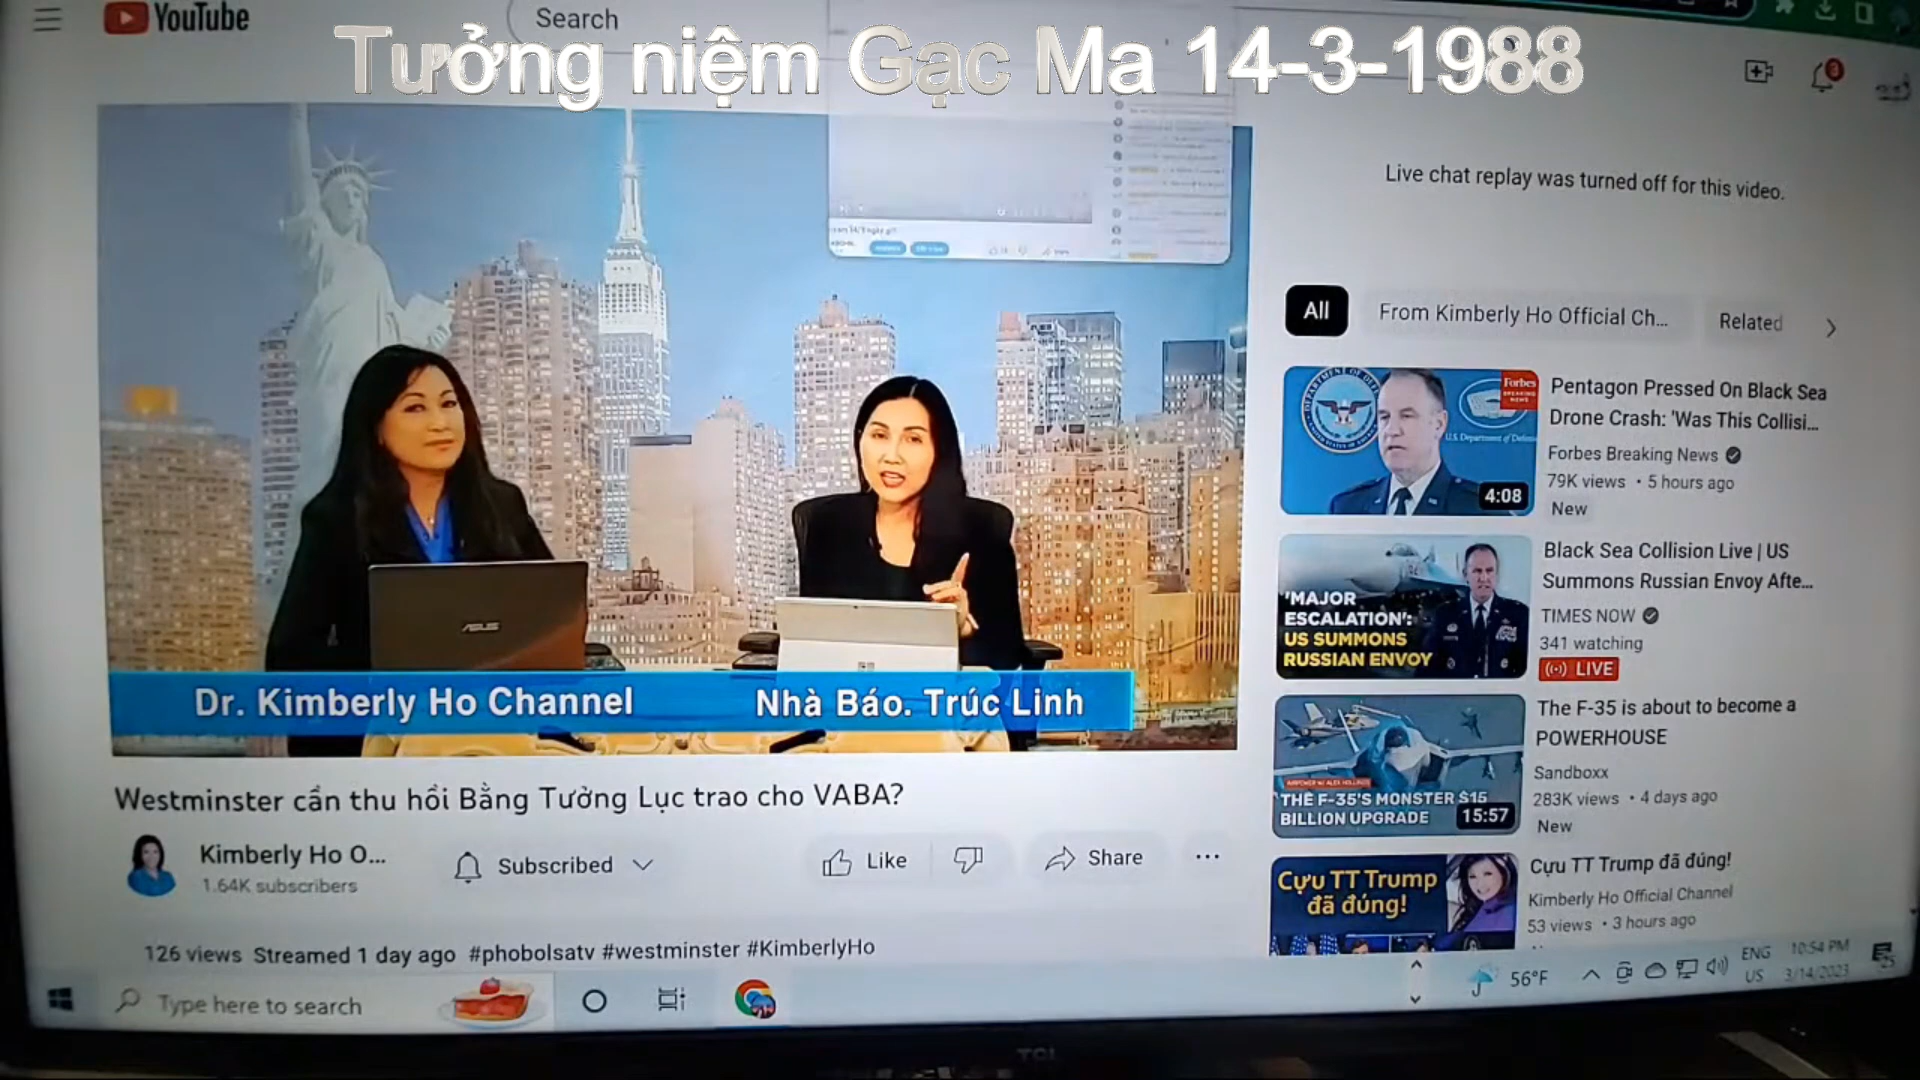 YouTube
Search
Tưởng niệm Gạc Ma 14-3-1988
Live chat replay was turned off for this video.
All
From Kimberly Ho Official Ch...
Related
Forbes
BREAKING NEWS
4:08
Pentagon Pressed On Black Sea
Drone Crash: 'Was This Collisi...
Forbes Breaking News
79K views • 5 hours ago
New
'MAJOR
ESCALATION':
US SUMMONS
RUSSIAN ENVOY
Black Sea Collision Live | US
Summons Russian Envoy Afte...
TIMES NOW
341 watching
LIVE
THE F-35'S MONSTER $15
BILLION UPGRADE
15:57
The F-35 is about to become a
POWERHOUSE
Sandboxx
283K views • 4 days ago
New
Cựu TT Trump
đã đúng!
Cựu TT Trump đã đúng!
Kimberly Ho Official Channel
53 views • 3 hours ago
ASUS
Dr. Kimberly Ho Channel
Nhà Báo. Trúc Linh
Westminster cần thu hồi Bằng Tưởng Lục trao cho VABA?
Kimberly Ho O...
1.64K subscribers
Subscribed
Like
Share
126 views Streamed 1 day ago #phobolsatv #westminster #KimberlyHo
Type here to search
56°F
ENG
US
10:54 PM
3/14/2023
TCL